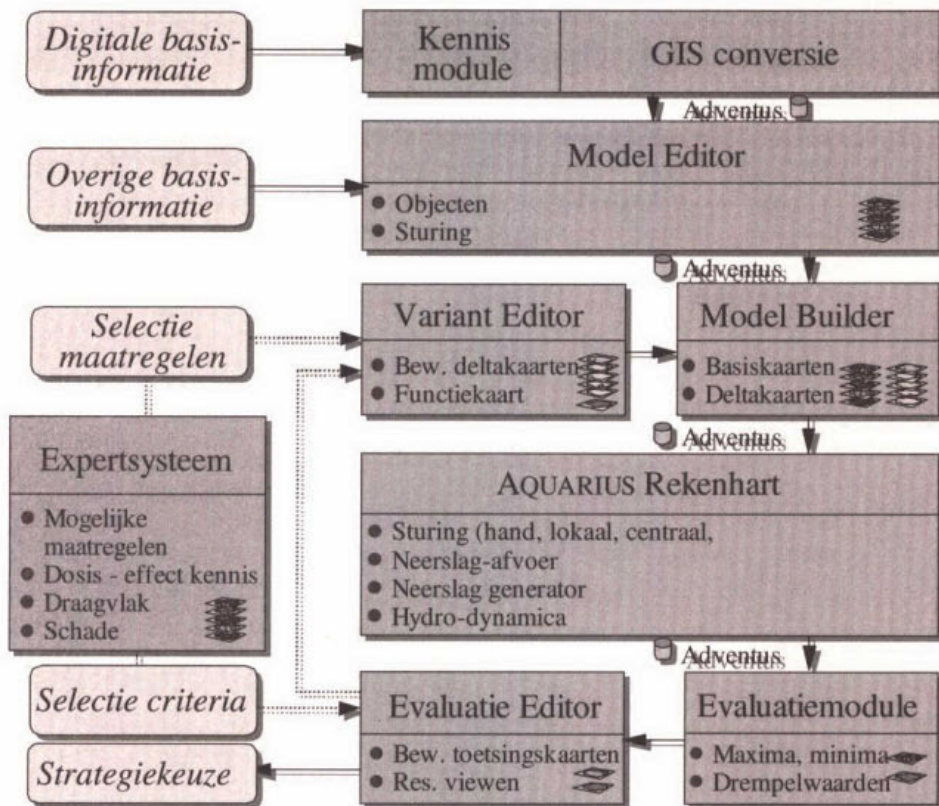 Digitale basis-
informatie
Kennis
module
GIS conversie
Adventus
Overige basis-
informatie
Model Editor
• Objecten
• Sturing
Adventus
Selectie
maatregelen
Variant Editor
• Bew. deltakaarten
• Functiekaart
Model Builder
• Basiskaarten
• Deltakaarten
Adventus
Expertsysteem
• Mogelijke
maatregelen
• Dosis - effect kennis
• Draagvlak
• Schade
AQUARIUS Rekenhart
• Sturing (hand, lokaal, centraal,
• Neerslag-afvoer
• Neerslag generator
• Hydro-dynamica
Adventus
Selectie criteria
Strategiekeuze
Evaluatie Editor
• Bew. toetsingskaarten
• Res. viewen
Evaluatiemodule
• Maxima, minima
• Drempelwaarden